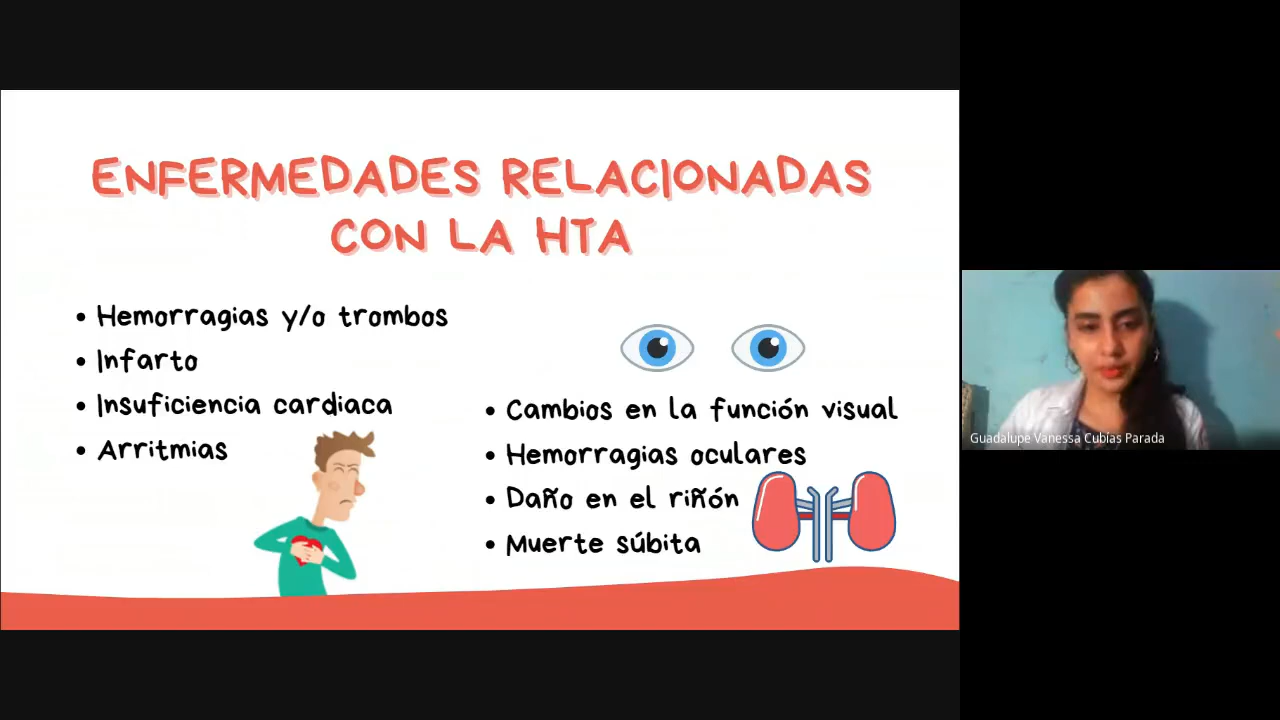 ENFERMEDADES RELACIONADAS
CON LA HTA
• Hemorragias y/o trombos
• Infarto
• Insuficiencia cardiaca
• Arritmias
• Cambios en la función visual
• Hemorragias oculares
• Daño en el riñón
• Muerte súbita
Guadalupe Vanessa Cubías Parada